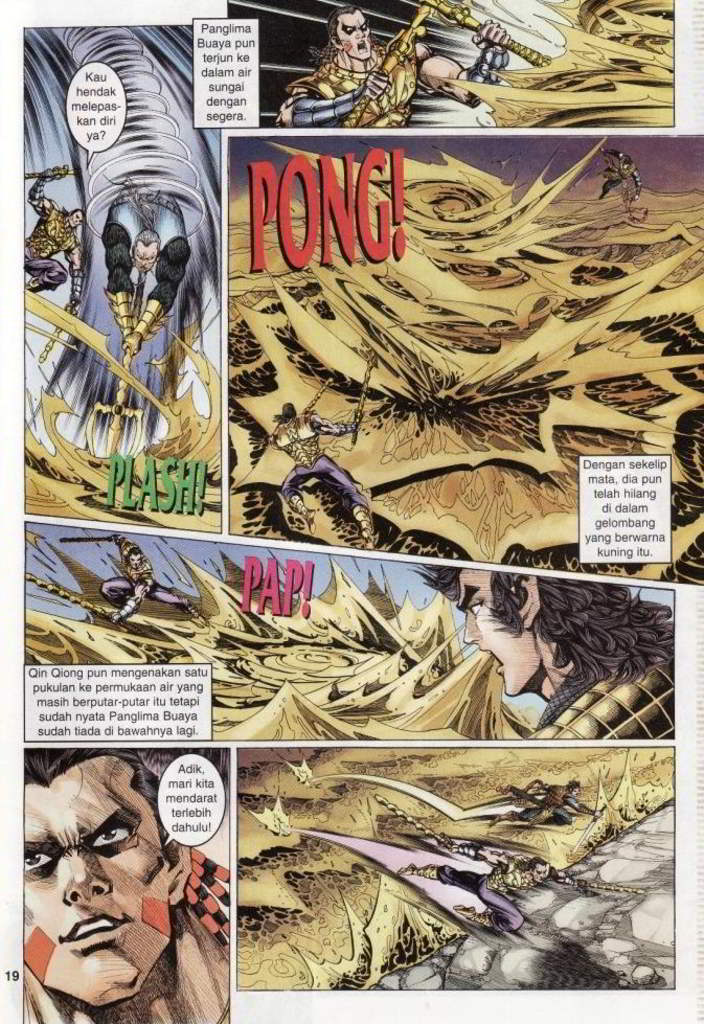 Kau
hendak
melepas-
kan diri
ya?
Panglima
Buaya pun
terjun ke
dalam air
sungai
dengan
segera.
PLASH!
PONG!
Dengan sekelip
mata, dia pun
telah hilang
di dalam
gelombang
yang berwarna
kuning itu.
PAP!
Qin Qiong pun mengenakan satu
pukulan ke permukaan air yang
masih berputar-putar itu tetapi
sudah nyata Panglima Buaya
sudah tiada di bawahnya lagi.
Adik,
mari kita
mendarat
terlebih
dahulu!
19